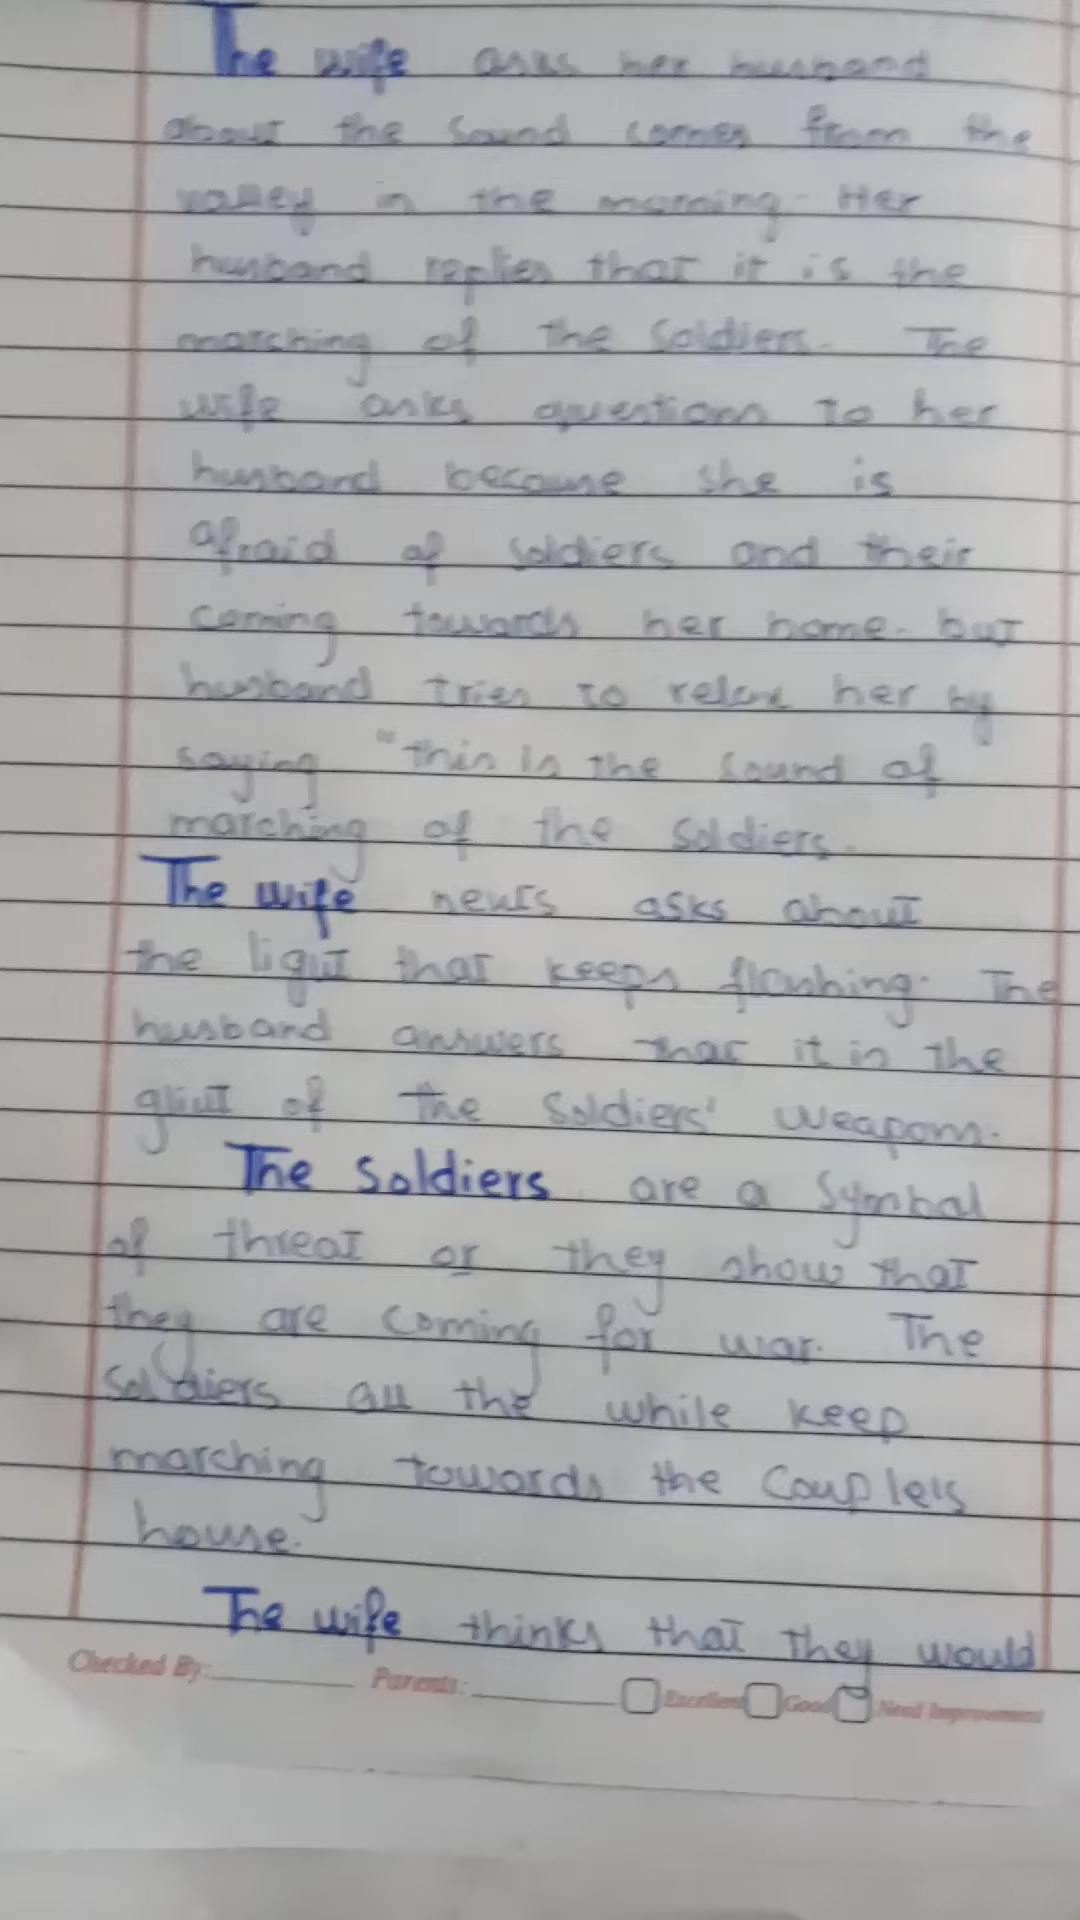 The wife asks her husband
about the sound comes from the
valley in the morning. Her
husband replies that it is the
marching of the soldiers. The
wife asks questions to her
husband because she is
afraid of soldiers and their
coming towards her home. but
husband tries to relax her by
saying "this is the sound of
marching of the soldiers.
The wife asks about
the light that keeps flashing. The
husband answers that it is the
of the soldiers' weapons.
The Soldiers are a Symbal
of threat or they show that
they are coming for war. The
Soldiers all the while keep
marching towards the Couple's
house.
The wife thinks that they would
Checked By: Parents: Excellent Good Need Improvement